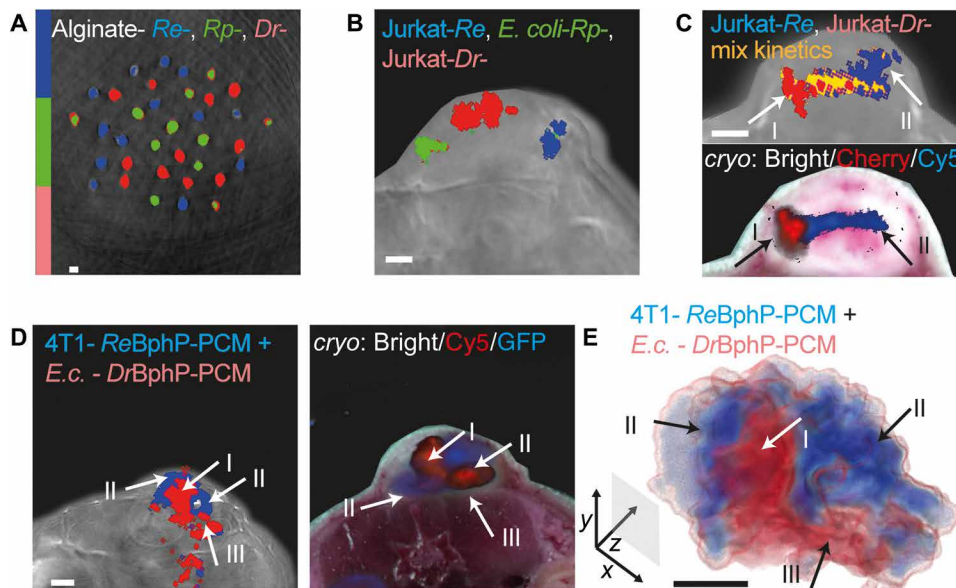 A
Alginate- Re-, Rp-, Dr-
B
Jurkat-Re, E. coli-Rp-,
Jurkat-Dr-
C
Jurkat-Re, Jurkat-Dr-
mix kinetics
I
II
cryo: Bright/Cherry/Cy5
I
II
D
4T1- ReBphP-PCM +
E.c. - DrBphP-PCM
I
II
II
III
cryo: Bright/Cy5/GFP
I
II
II
III
E
4T1- ReBphP-PCM +
E.c. - DrBphP-PCM
II
I
II
III
y
z
x